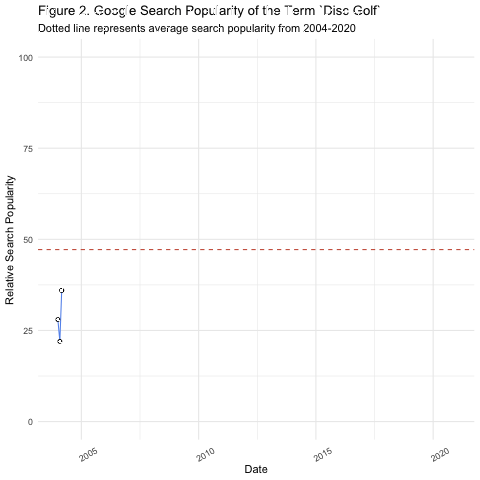 Figure 2. Google Search Popularity of the Term `Disc Golf`
Dotted line represents average search popularity from 2004-2020
100
75
50
25
0
Relative Search Popularity
2005
2010
2015
2020
Date